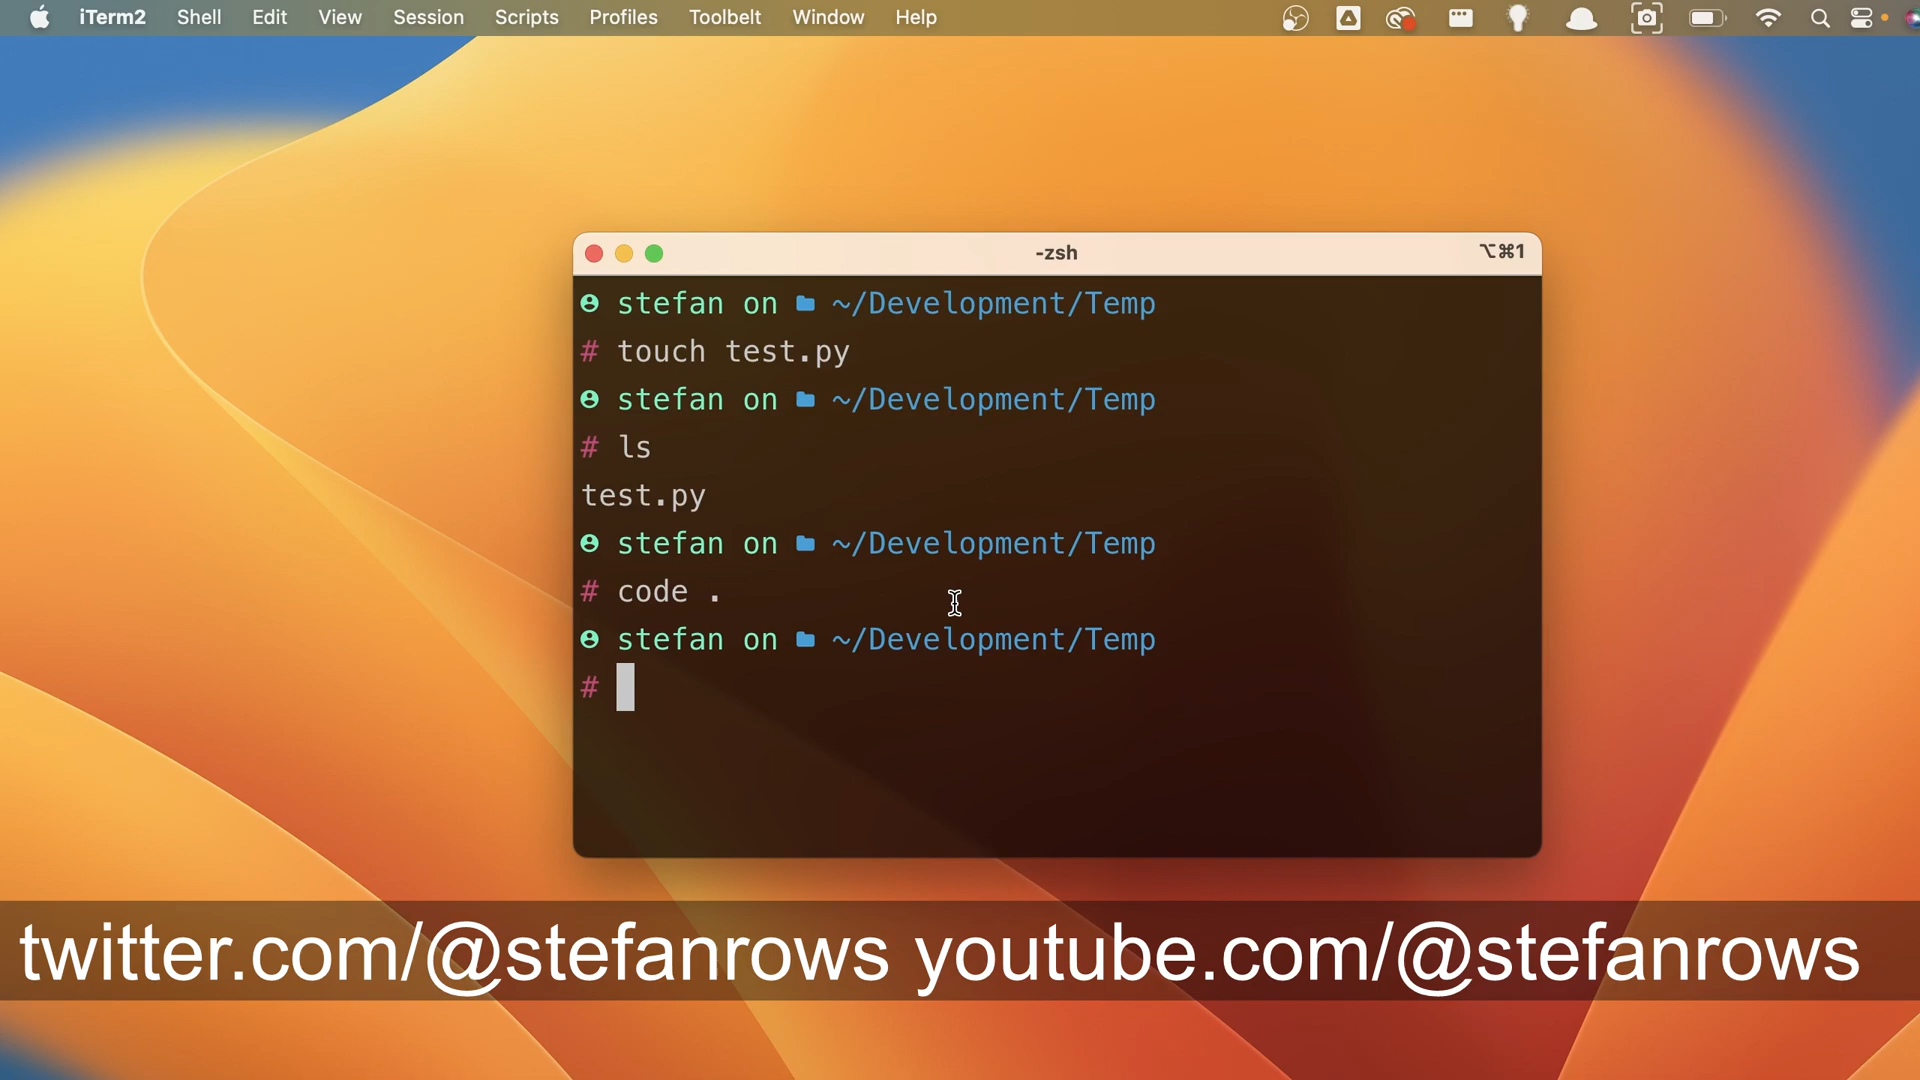 iTerm2 Shell Edit View Session Scripts Profiles Toolbelt Window Help
-zsh ⌥⌘1
stefan on ~/Development/Temp
# touch test.py
stefan on ~/Development/Temp
# ls
test.py
stefan on ~/Development/Temp
# code .
stefan on ~/Development/Temp
#
twitter.com/@stefanrows youtube.com/@stefanrows